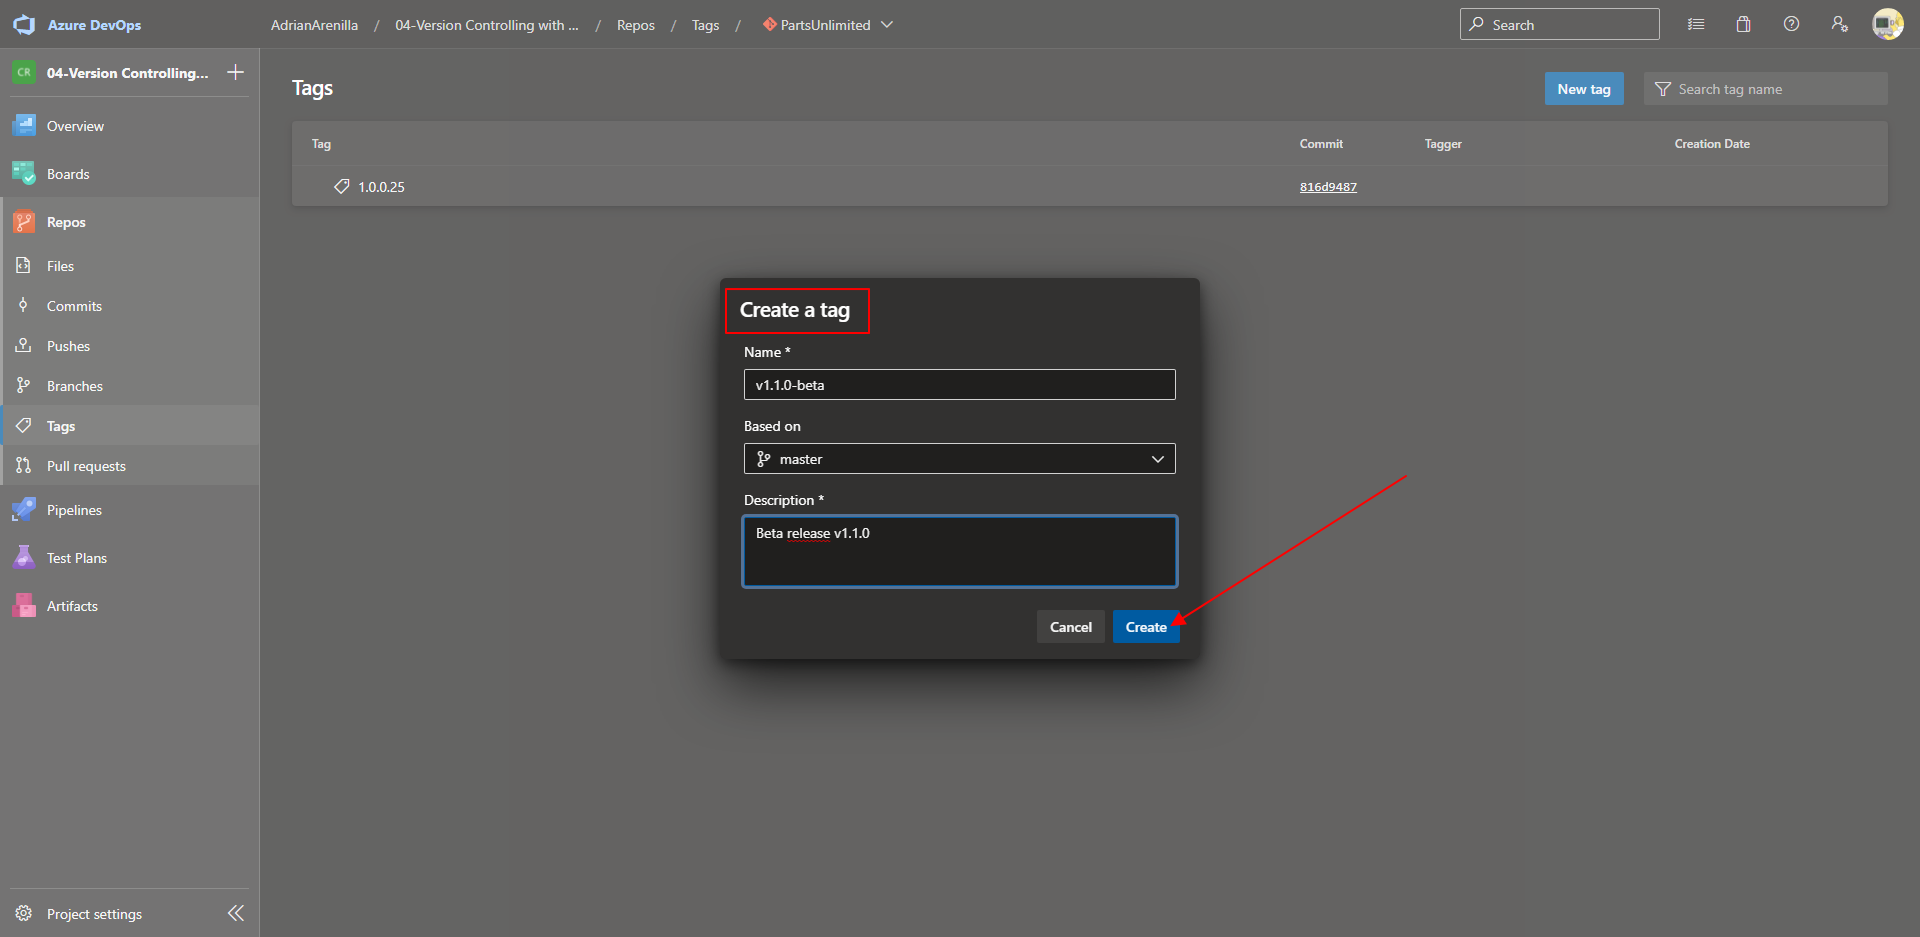 Azure DevOps
AdrianArenilla / 04-Version Controlling with ... / Repos / Tags / PartsUnlimited
Search
CR 04-Version Controlling...
Overview
Boards
Repos
Files
Commits
Pushes
Branches
Tags
Pull requests
Pipelines
Test Plans
Artifacts
Project settings
Tags
New tag
Search tag name
Tag Commit Tagger Creation Date
1.0.0.25 816d9487
Create a tag
Name *
v1.1.0-beta
Based on
master
Description *
Beta release v1.1.0
Cancel Create